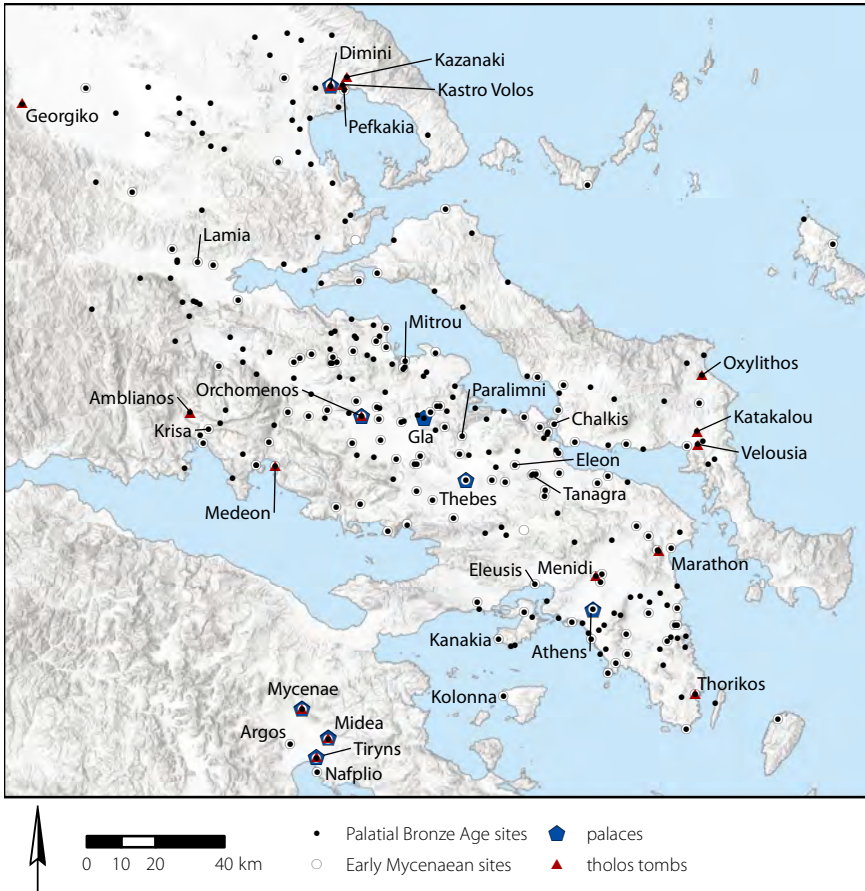 Dimini
Kazanaki
Kastro Volos
Georgiko
Pefkakia
Lamia
Mitrou
Oxylithos
Orchomenos
Paralimni
Amblianos
Katakalou
Chalkis
Krisa
Gla
Velousia
Eleon
Thebes
Tanagra
Medeon
Eleusis
Menidi
Marathon
Kanakia
Athens
Mycenae
Kolonna
Thorikos
Midea
Argos
Tiryns
Nafplio
0 10 20 40 km
Palatial Bronze Age sites
palaces
Early Mycenaean sites
tholos tombs